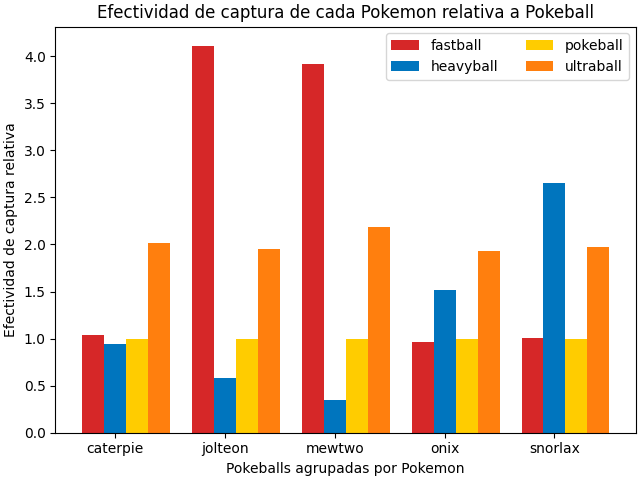 Efectividad de captura de cada Pokemon relativa a Pokeball
fastball
heavyball
pokeball
ultraball
Efectividad de captura relativa
4.0
3.5
3.0
2.5
2.0
1.5
1.0
0.5
0.0
caterpie jolteon mewtwo onix snorlax
Pokeballs agrupadas por Pokemon